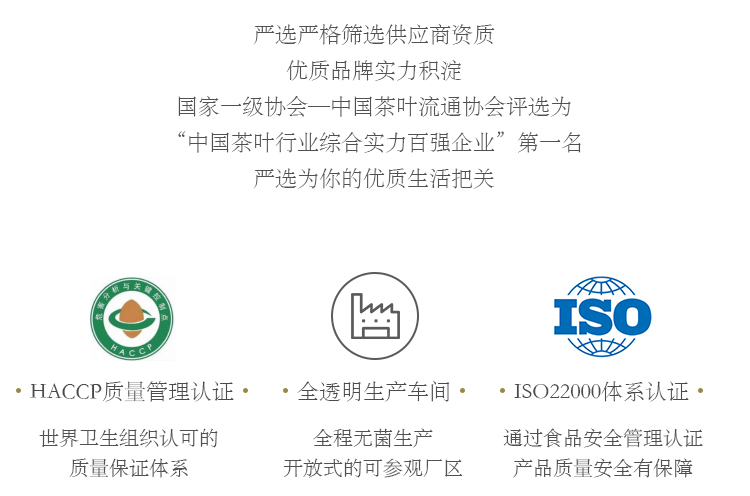 严选严格筛选供应商资质
优质品牌实力积淀
国家一级协会—中国茶叶流通协会评选为
“中国茶叶行业综合实力百强企业”第一名
严选为你的优质生活把关
危害分析与关键控制点
HACCP
ISO
• HACCP质量管理认证 •
• 全透明生产车间 •
• ISO22000体系认证 •
世界卫生组织认可的
质量保证体系
全程无菌生产
开放式的可参观厂区
通过食品安全管理认证
产品质量安全有保障